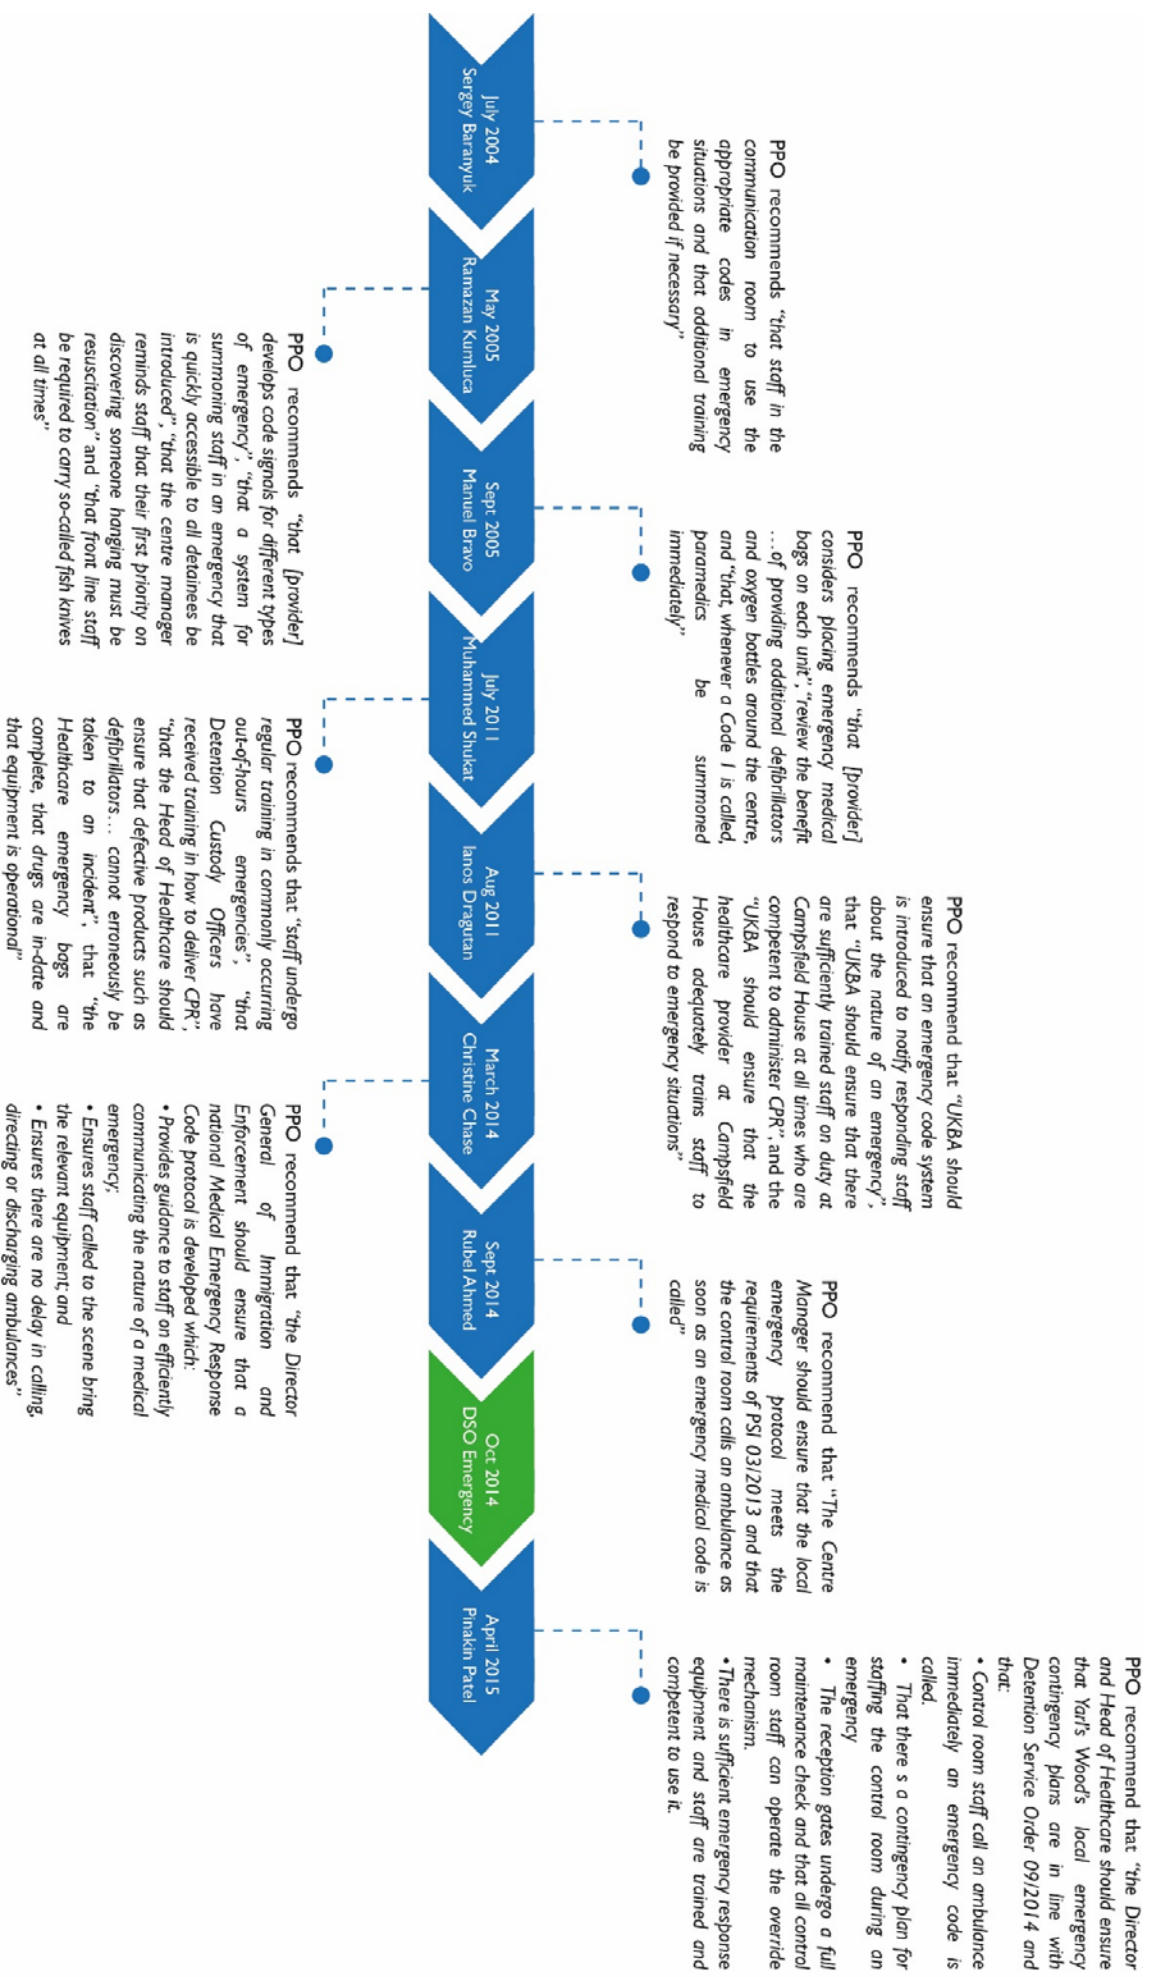 PPO recommends “that staff in the
communication room to use the
appropriate codes in emergency
situations and that additional training
be provided if necessary”
PPO recommends “that [provider]
considers placing emergency medical
bags on each unit”, “review the benefit
…of providing additional defibrillators
and oxygen bottles around the centre,
and “that, whenever a Code 1 is called,
paramedics be summoned
immediately”
PPO recommend that “UKBA should
ensure that an emergency code system
is introduced to notify responding staff
about the nature of an emergency”,
that “UKBA should ensure that there
are sufficiently trained staff on duty at
Campsfield House at all times who are
competent to administer CPR”, and the
“UKBA should ensure that the
healthcare provider at Campsfield
House adequately trains staff to
respond to emergency situations”
PPO recommend that “The Centre
Manager should ensure that the local
emergency protocol meets the
requirements of PSI 03/2013 and that
the control room calls an ambulance as
soon as an emergency medical code is
called”
PPO recommend that “the Director
and Head of Healthcare should ensure
that Yarl's Wood's local emergency
contingency plans are in line with
Detention Service Order 09/2014 and
that:
• Control room staff call an ambulance
immediately an emergency code is
called.
• That there s a contingency plan for
staffing the control room during an
emergency
• The reception gates undergo a full
maintenance check and that all control
room staff can operate the override
mechanism.
• There is sufficient emergency response
equipment and staff are trained and
competent to use it.
July 2004
Sergey Baranyuk
May 2005
Ramazan Kumluca
Sept 2005
Manuel Bravo
July 2011
Muhammed Shukat
Aug 2011
Ianos Dragutan
March 2014
Christine Chase
Sept 2014
Rubel Ahmed
Oct 2014
DSO Emergency
April 2015
Pinakin Patel
PPO recommends “that [provider]
develops code signals for different types
of emergency”, “that a system for
summoning staff in an emergency that
is quickly accessible to all detainees be
introduced”, “that the centre manager
reminds staff that their first priority on
discovering someone hanging must be
resuscitation” and “that front line staff
be required to carry so-called fish knives
at all times”
PPO recommends that “staff undergo
regular training in commonly occurring
out-of-hours emergencies”, “that
Detention Custody Officers have
received training in how to deliver CPR”,
“that the Head of Healthcare should
ensure that defective products such as
defibrillators… cannot erroneously be
taken to an incident”, that “the
Healthcare emergency bags are
complete, that drugs are in-date and
that equipment is operational”
PPO recommend that “the Director
General of Immigration and
Enforcement should ensure that a
national Medical Emergency Response
Code protocol is developed which:
• Provides guidance to staff on efficiently
communicating the nature of a medical
emergency;
• Ensures staff called to the scene bring
the relevant equipment; and
• Ensures there are no delay in calling,
directing or discharging ambulances”